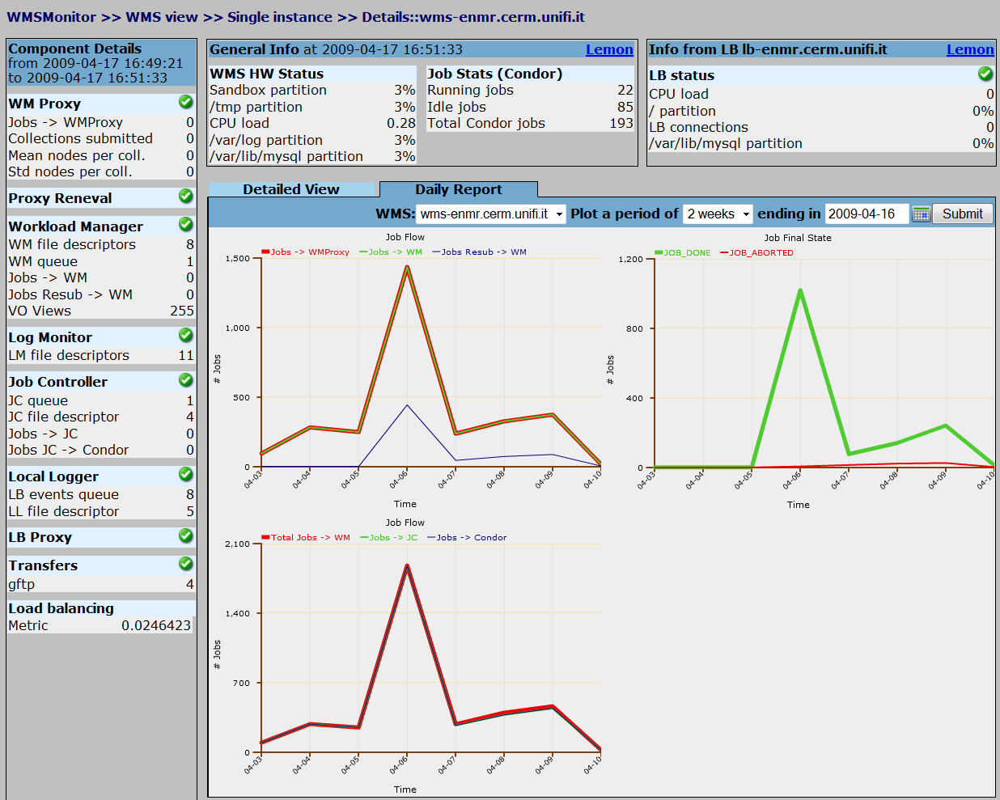 WMSMonitor >> WMS view >> Single instance >> Details::wms-enmr.cerm.unifi.it
Component Details
from 2009-04-17 16:49:21
to 2009-04-17 16:51:33
WM Proxy
Jobs -> WMProxy 0
Collections submitted 0
Mean nodes per coll. 0
Std nodes per coll. 0
Proxy Reneval
Workload Manager
WM file descriptors 8
WM queue 1
Jobs -> WM 0
Jobs Resub -> WM 0
VO Views 255
Log Monitor
LM file descriptors 11
Job Controller
JC queue 1
JC file descriptor 4
Jobs -> JC 0
Jobs JC -> Condor 0
Local Logger
LB events queue 8
LL file descriptor 5
LB Proxy
Transfers
gftp 4
Load balancing
Metric 0.0246423
General Info at 2009-04-17 16:51:33 Lemon
WMS HW Status
Sandbox partition 3%
/tmp partition 3%
CPU load 0.28
/var/log partition 3%
/var/lib/mysql partition 3%
Job Stats (Condor)
Running jobs 22
Idle jobs 85
Total Condor jobs 193
Info from LB lb-enmr.cerm.unifi.it Lemon
LB status
CPU load 0
/ partition 0%
LB connections 0
/var/lib/mysql partition 0%
Detailed View Daily Report
WMS: wms-enmr.cerm.unifi.it Plot a period of 2 weeks ending in 2009-04-16 Submit
Job Flow
Jobs -> WMProxy Jobs -> WM Jobs Resub -> WM
1,500
1,000
500
0
# Jobs
04-03 04-04 04-05 04-06 04-07 04-08 04-09 04-10
Time
Job Final State
JOB_DONE JOB_ABORTED
1,200
800
400
0
# Jobs
04-03 04-04 04-05 04-06 04-07 04-08 04-09 04-10
Time
Job Flow
Total Jobs -> WM Jobs -> JC Jobs -> Condor
2,100
1,400
700
0
# Jobs
04-03 04-04 04-05 04-06 04-07 04-08 04-09 04-10
Time